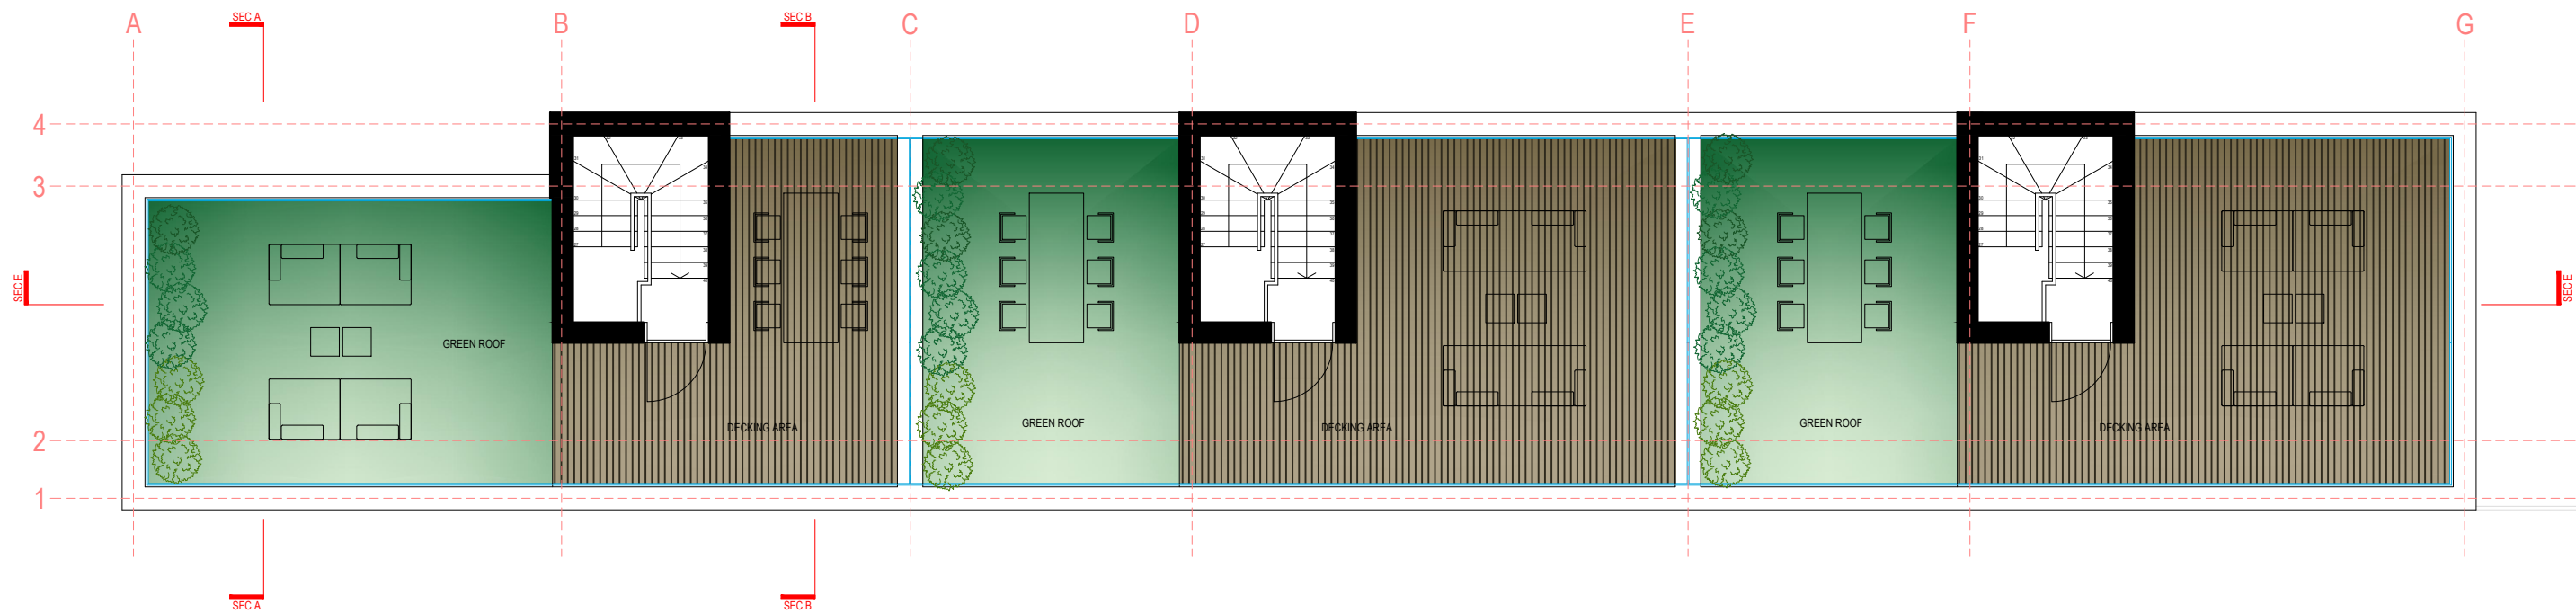 SEC A
SEC B
A
B
C
D
E
F
G
4
3
2
1
SEC E
SEC E
GREEN ROOF
DECKING AREA
GREEN ROOF
DECKING AREA
GREEN ROOF
DECKING AREA
SEC A
SEC B